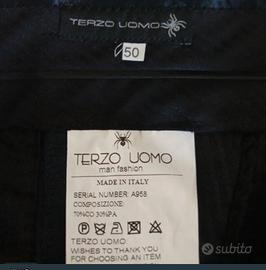 TERZO UOMO
50
TERZO UOMO
man fashion
MADE IN ITALY
SERIAL NUMBER: A958
COMPOSIZIONE:
70%CO 30%PA
TERZO UOMO
WISHES TO THANK YOU
FOR CHOOSING AN ITEM
subito